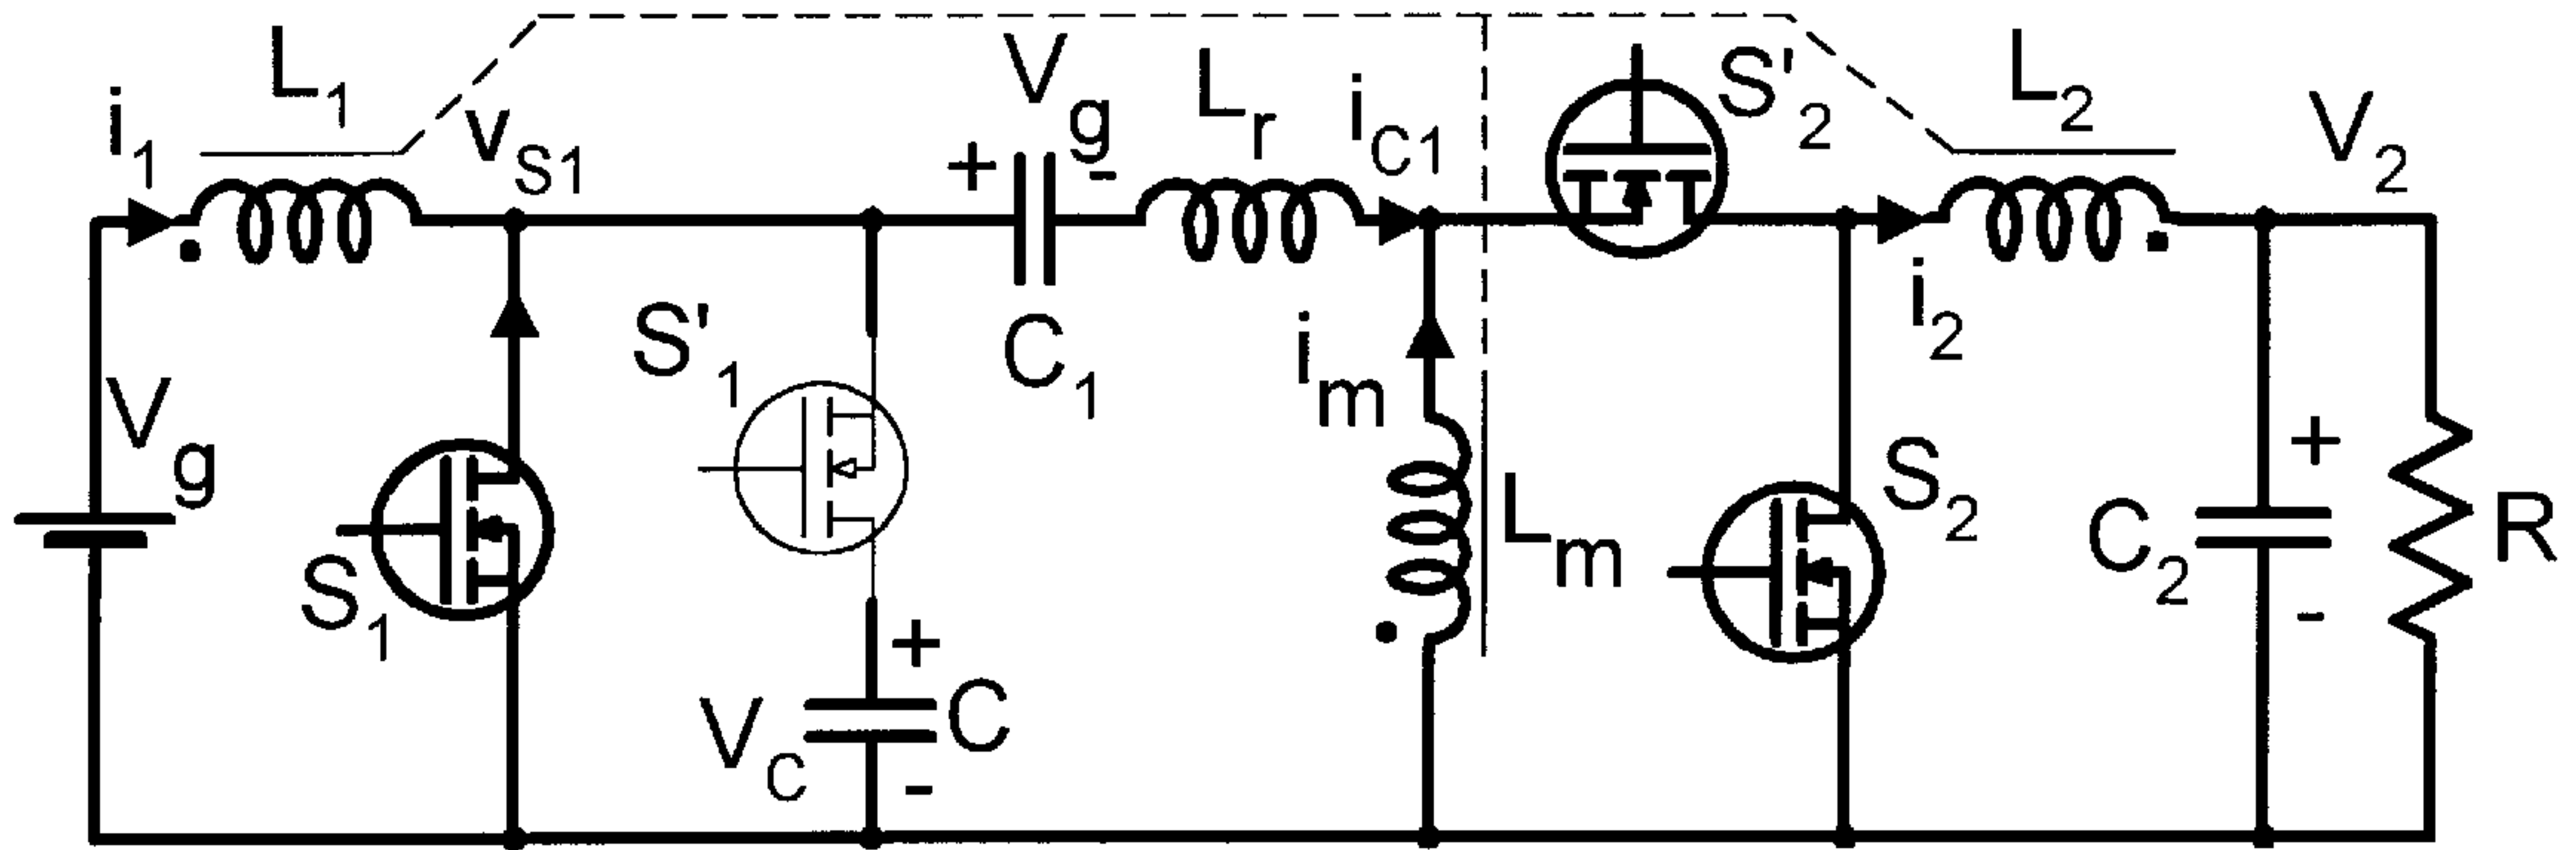 i1
L1
vS1
Vg
+
-
Lr
iC1
S'2
L2
V2
i2
Vg
S1
S'1
C1
im
Lm
S2
C2
+
-
R
VC
+
-
C